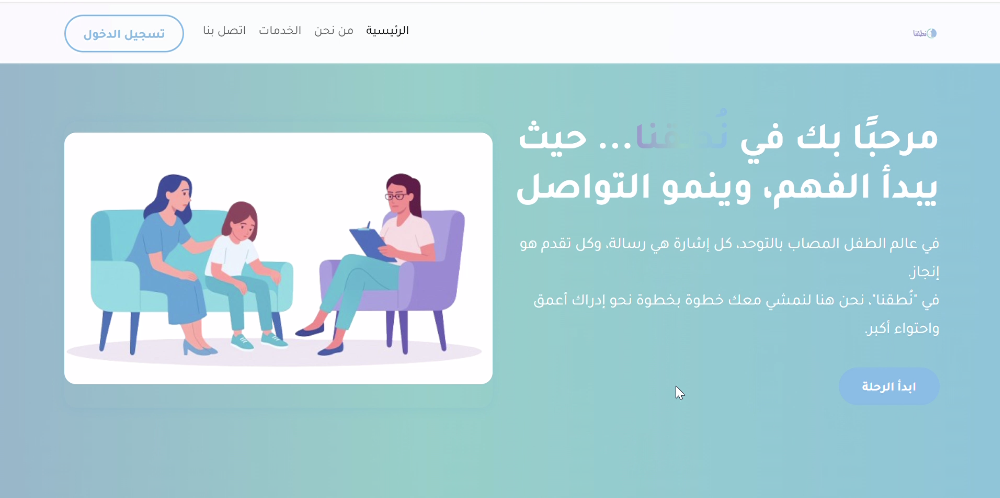 نطقنا
الرئيسية
من نحن
الخدمات
اتصل بنا
تسجيل الدخول
مرحبًا بك في نُطقنا... حيث
يبدأ الفهم، وينمو التواصل
في عالم الطفل المصاب بالتوحد، كل إشارة هي رسالة، وكل تقدم هو
إنجاز.
في "نُطقنا"، نحن هنا لنمشي معك خطوة بخطوة نحو إدراك أعمق
واحتواء أكبر.
ابدأ الرحلة